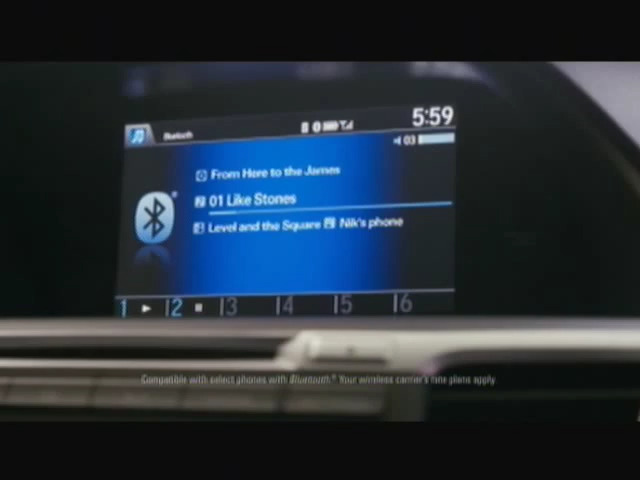 5:59
Bluetooth
03
From Here to the James
01 Like Stones
Level and the Square Nik's phone
1 2 3 4 5 6
Compatible with select phones with Bluetooth.® Your wireless carrier's rate plans apply.